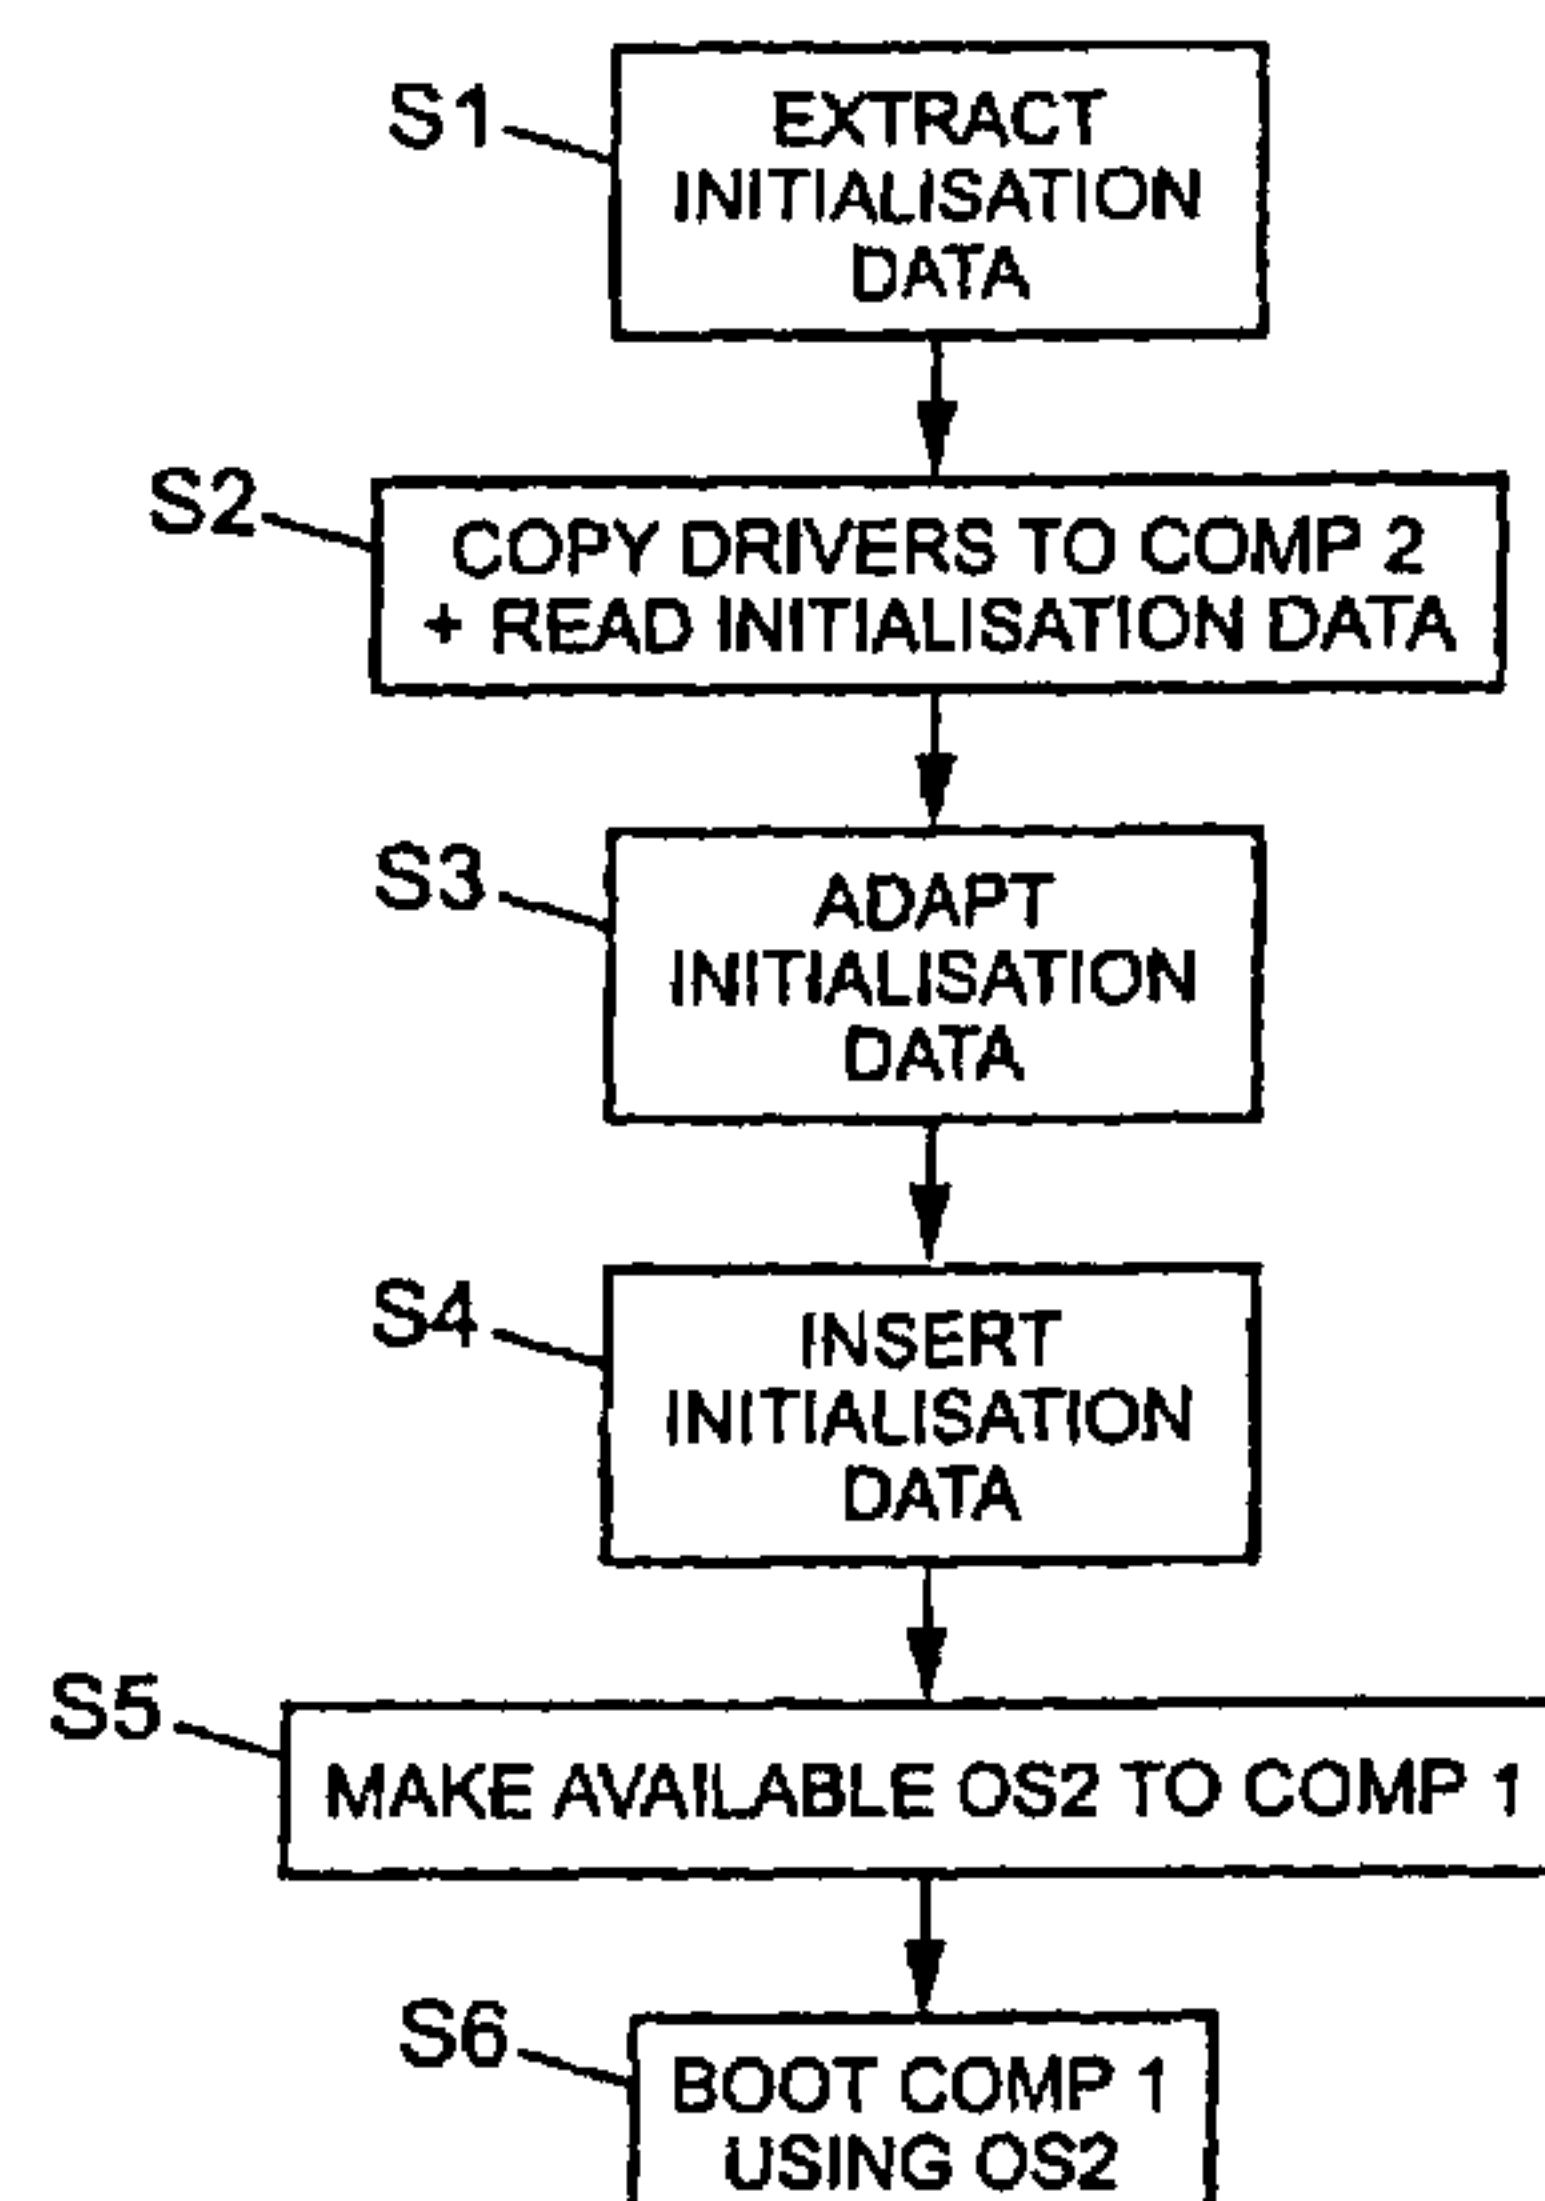 S1
EXTRACT
INITIALISATION
DATA
S2
COPY DRIVERS TO COMP 2
+ READ INITIALISATION DATA
S3
ADAPT
INITIALISATION
DATA
S4
INSERT
INITIALISATION
DATA
S5
MAKE AVAILABLE OS2 TO COMP 1
S6
BOOT COMP 1
USING OS2